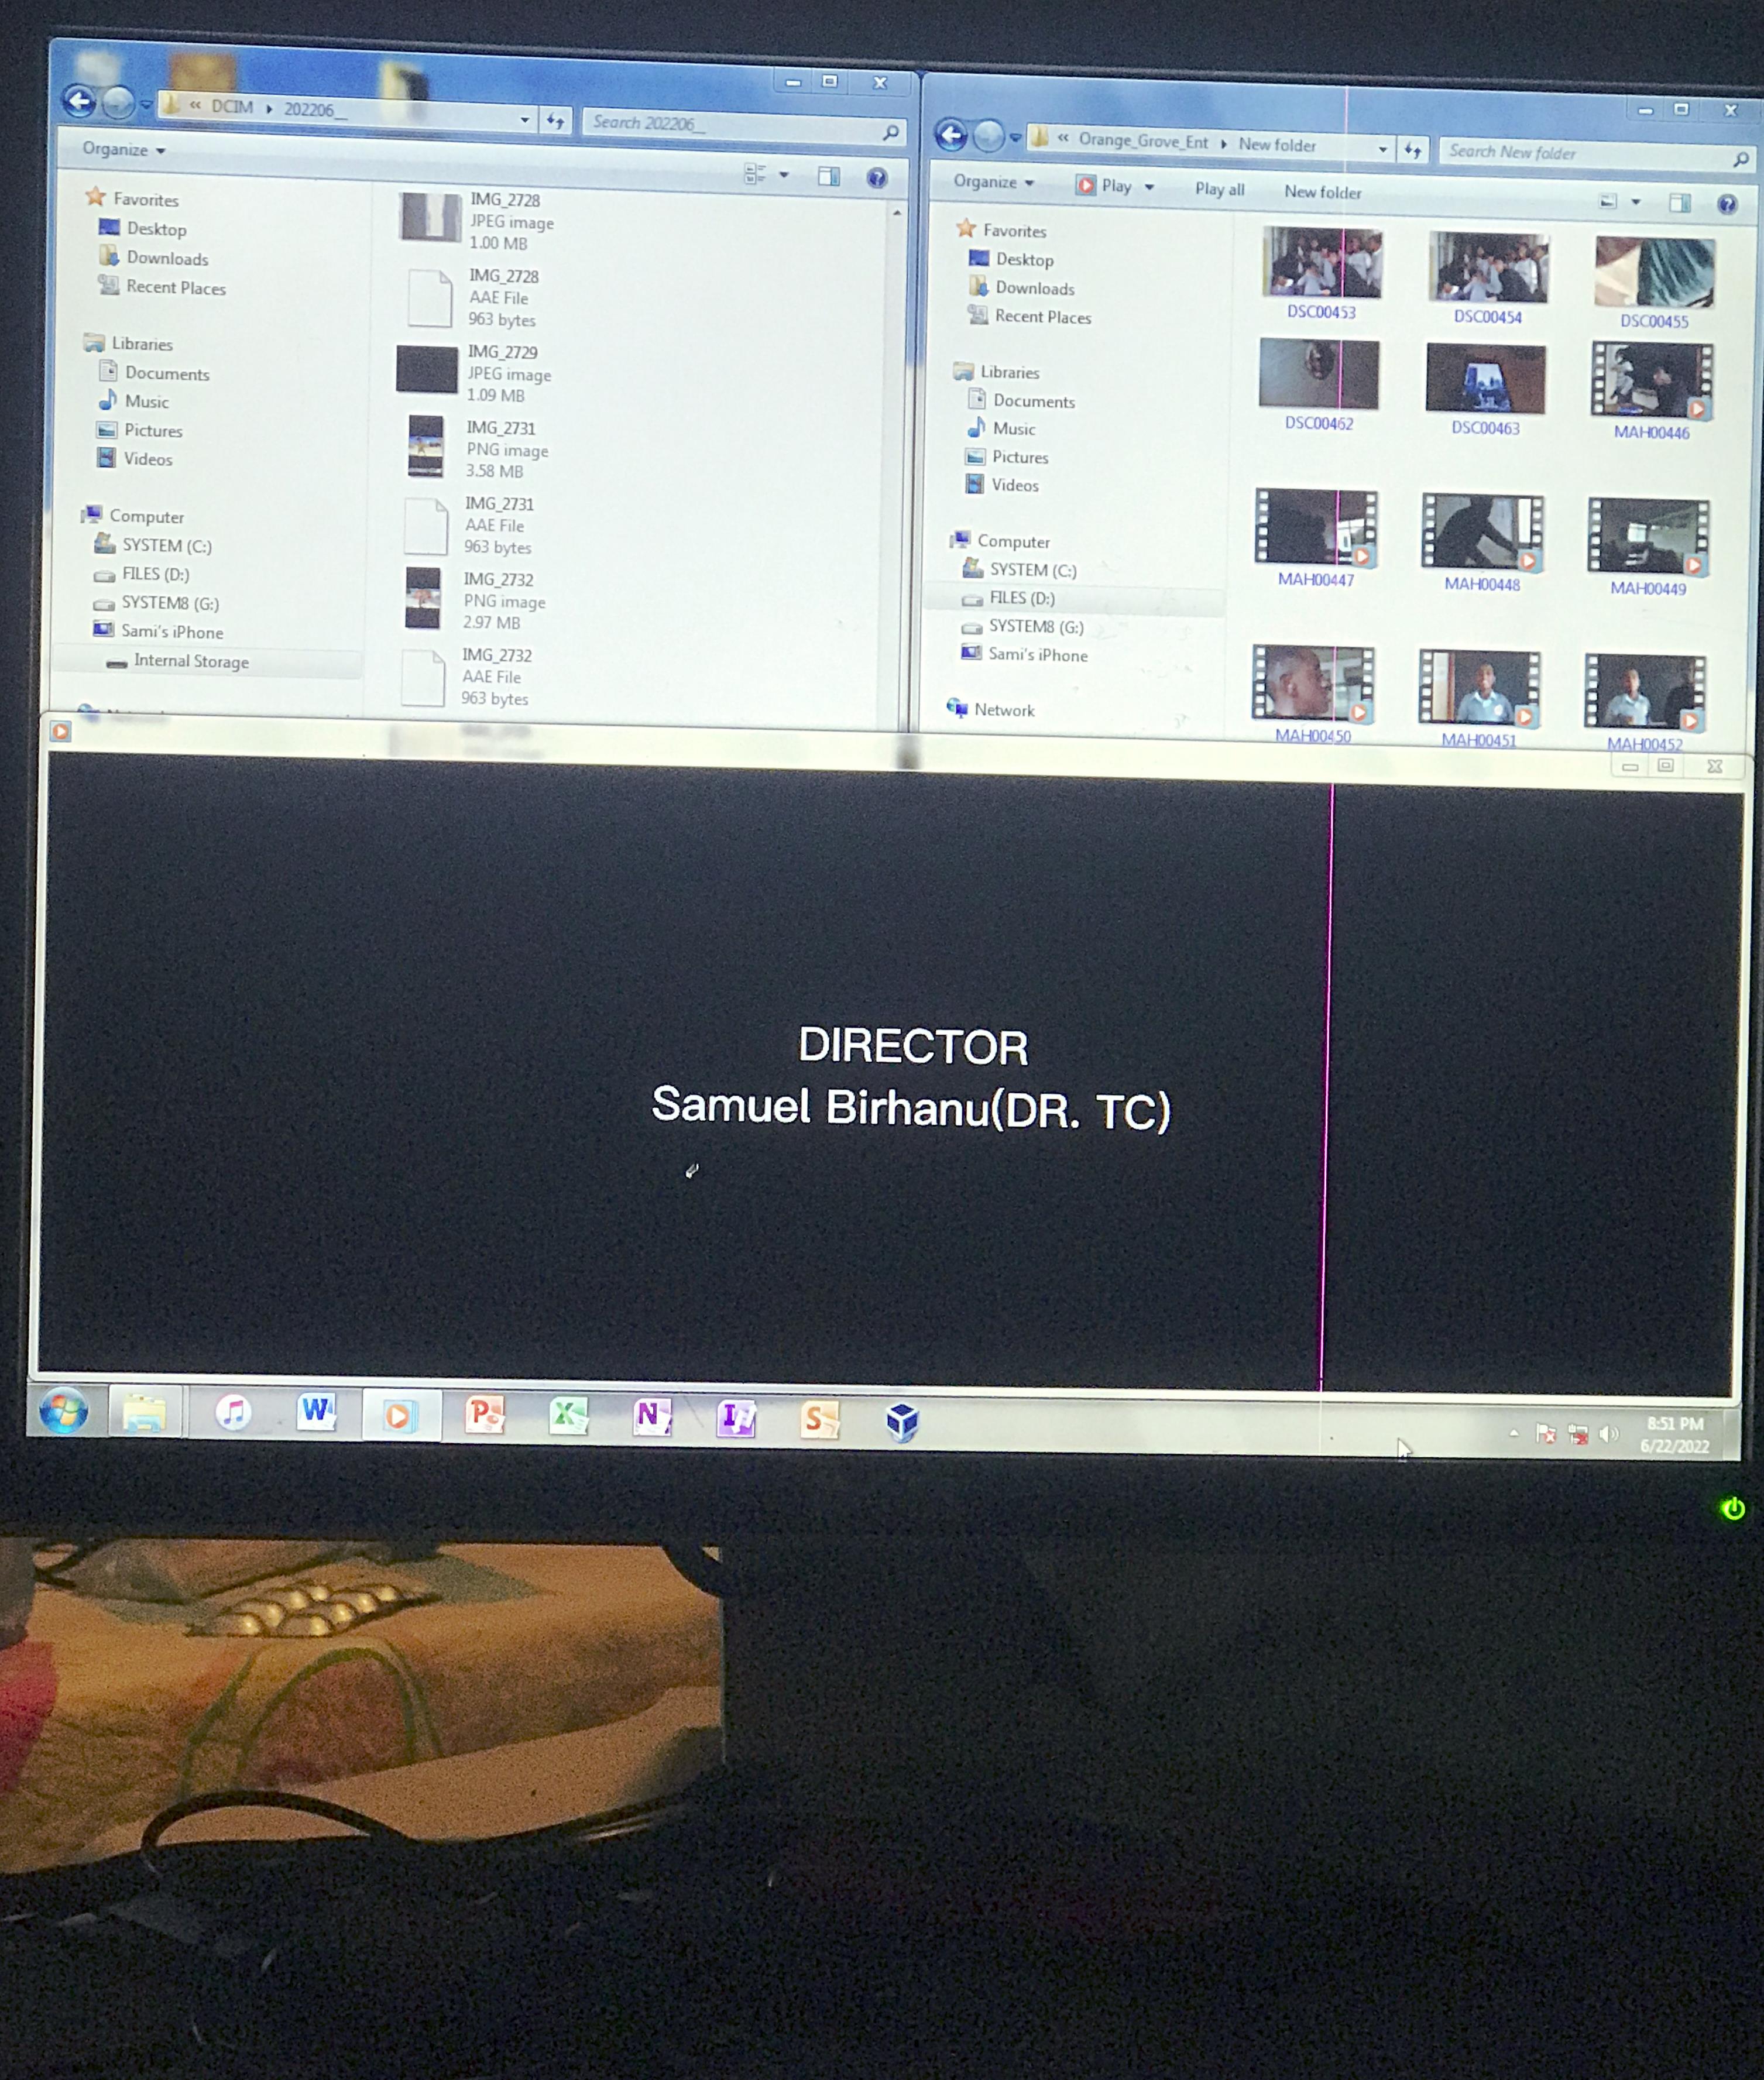 « DCIM ▸ 202206__
Search 202206__
Organize
Favorites
Desktop
Downloads
Recent Places
Libraries
Documents
Music
Pictures
Videos
Computer
SYSTEM (C:)
FILES (D:)
SYSTEM8 (G:)
Sami's iPhone
Internal Storage
IMG_2728
JPEG image
1.00 MB
IMG_2728
AAE File
963 bytes
IMG_2729
JPEG image
1.09 MB
IMG_2731
PNG image
3.58 MB
IMG_2731
AAE File
963 bytes
IMG_2732
PNG image
2.97 MB
IMG_2732
AAE File
963 bytes
« Orange_Grove_Ent ▸ New folder
Search New folder
Organize Play Play all New folder
Favorites
Desktop
Downloads
Recent Places
Libraries
Documents
Music
Pictures
Videos
Computer
SYSTEM (C:)
FILES (D:)
SYSTEM8 (G:)
Sami's iPhone
Network
DSC00453 DSC00454 DSC00455
DSC00462 DSC00463 MAH00446
MAH00447 MAH00448 MAH00449
MAH00450 MAH00451 MAH00452
DIRECTOR
Samuel Birhanu(DR. TC)
8:51 PM
6/22/2022